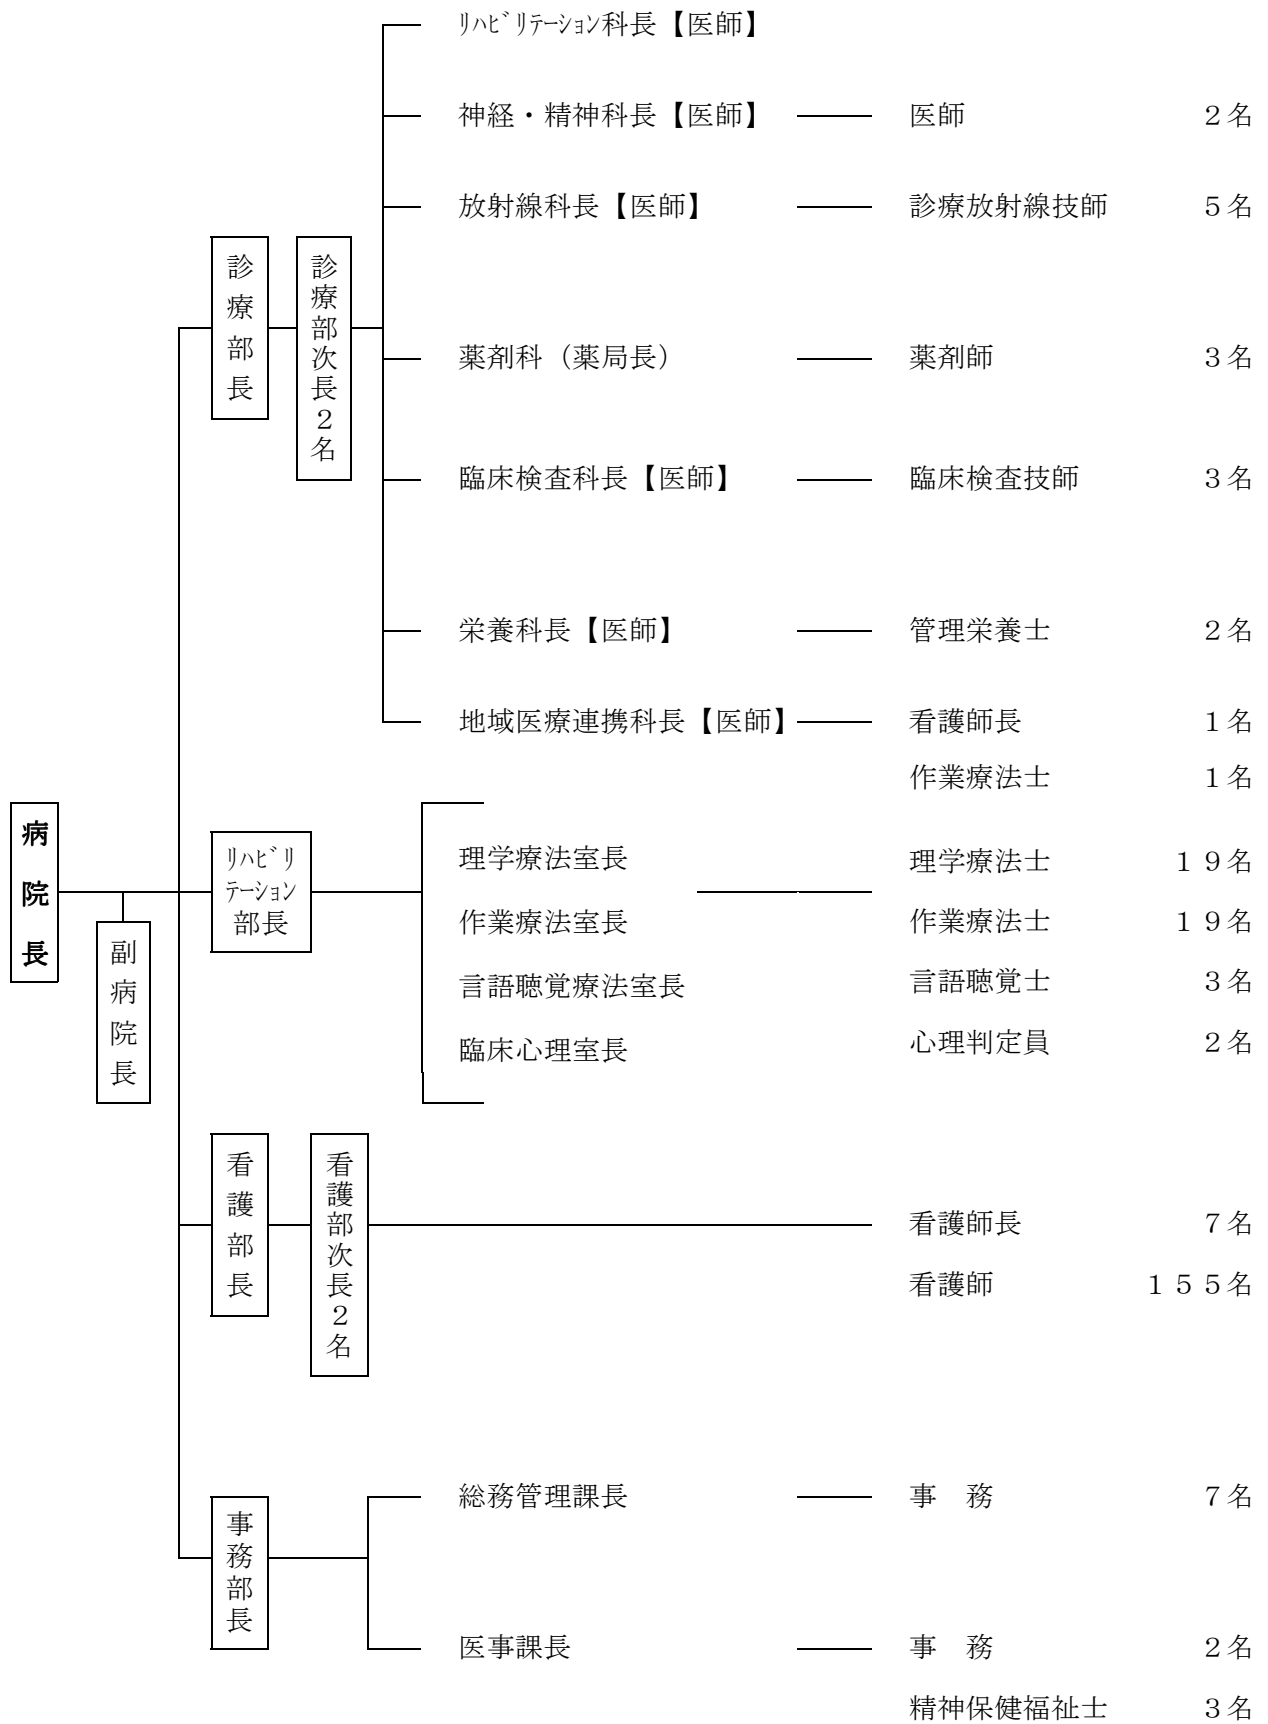 リハビリテーション科長【医師】
神経・精神科長【医師】 医師 2名
放射線科長【医師】 診療放射線技師 5名
診療部長
診療部次長2名
薬剤科（薬局長） 薬剤師 3名
臨床検査科長【医師】 臨床検査技師 3名
栄養科長【医師】 管理栄養士 2名
地域医療連携科長【医師】 看護師長 1名
作業療法士 1名
病院長
副病院長
リハビリ
テーション
部長
理学療法室長 理学療法士 19名
作業療法室長 作業療法士 19名
言語聴覚療法室長 言語聴覚士 3名
臨床心理室長 心理判定員 2名
看護部長
看護部次長2名
看護師長 7名
看護師 155名
事務部長
総務管理課長 事 務 7名
医事課長 事 務 2名
精神保健福祉士 3名